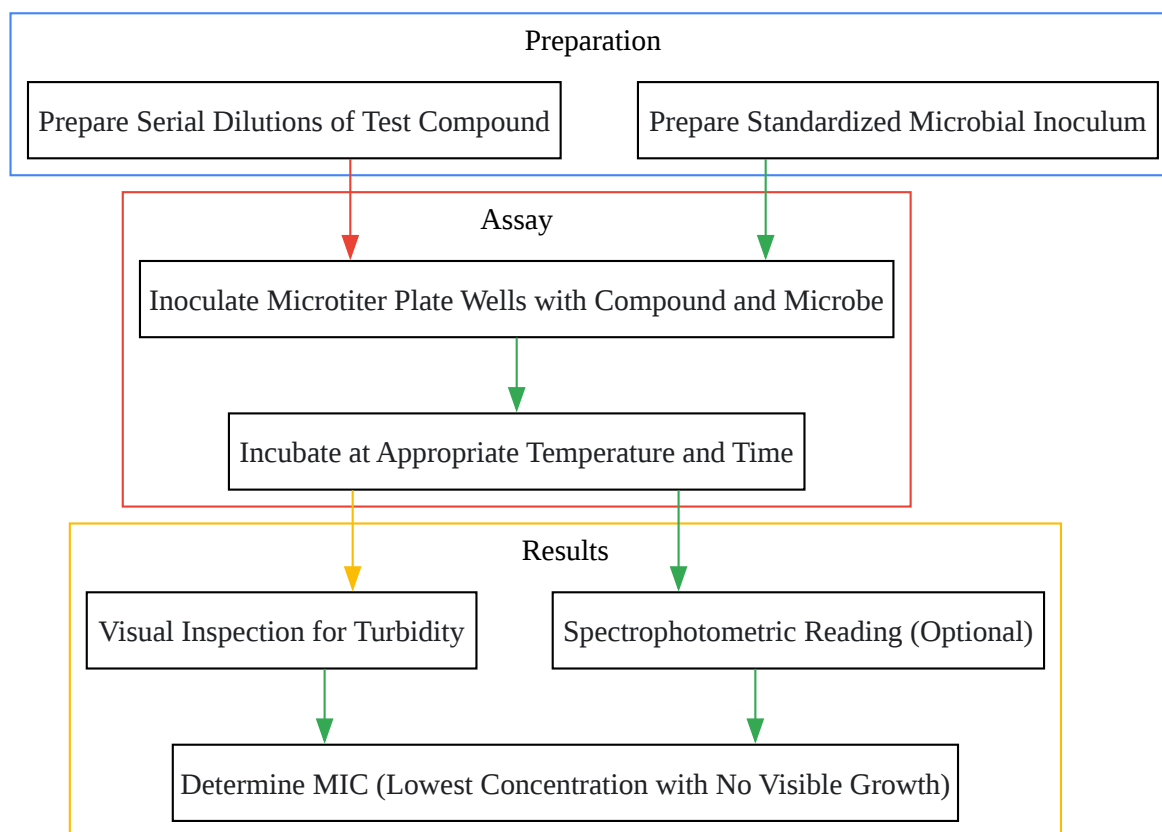 Preparation
Prepare Serial Dilutions of Test Compound
Prepare Standardized Microbial Inoculum
Assay
Inoculate Microtiter Plate Wells with Compound and Microbe
Incubate at Appropriate Temperature and Time
Results
Visual Inspection for Turbidity
Spectrophotometric Reading (Optional)
Determine MIC (Lowest Concentration with No Visible Growth)